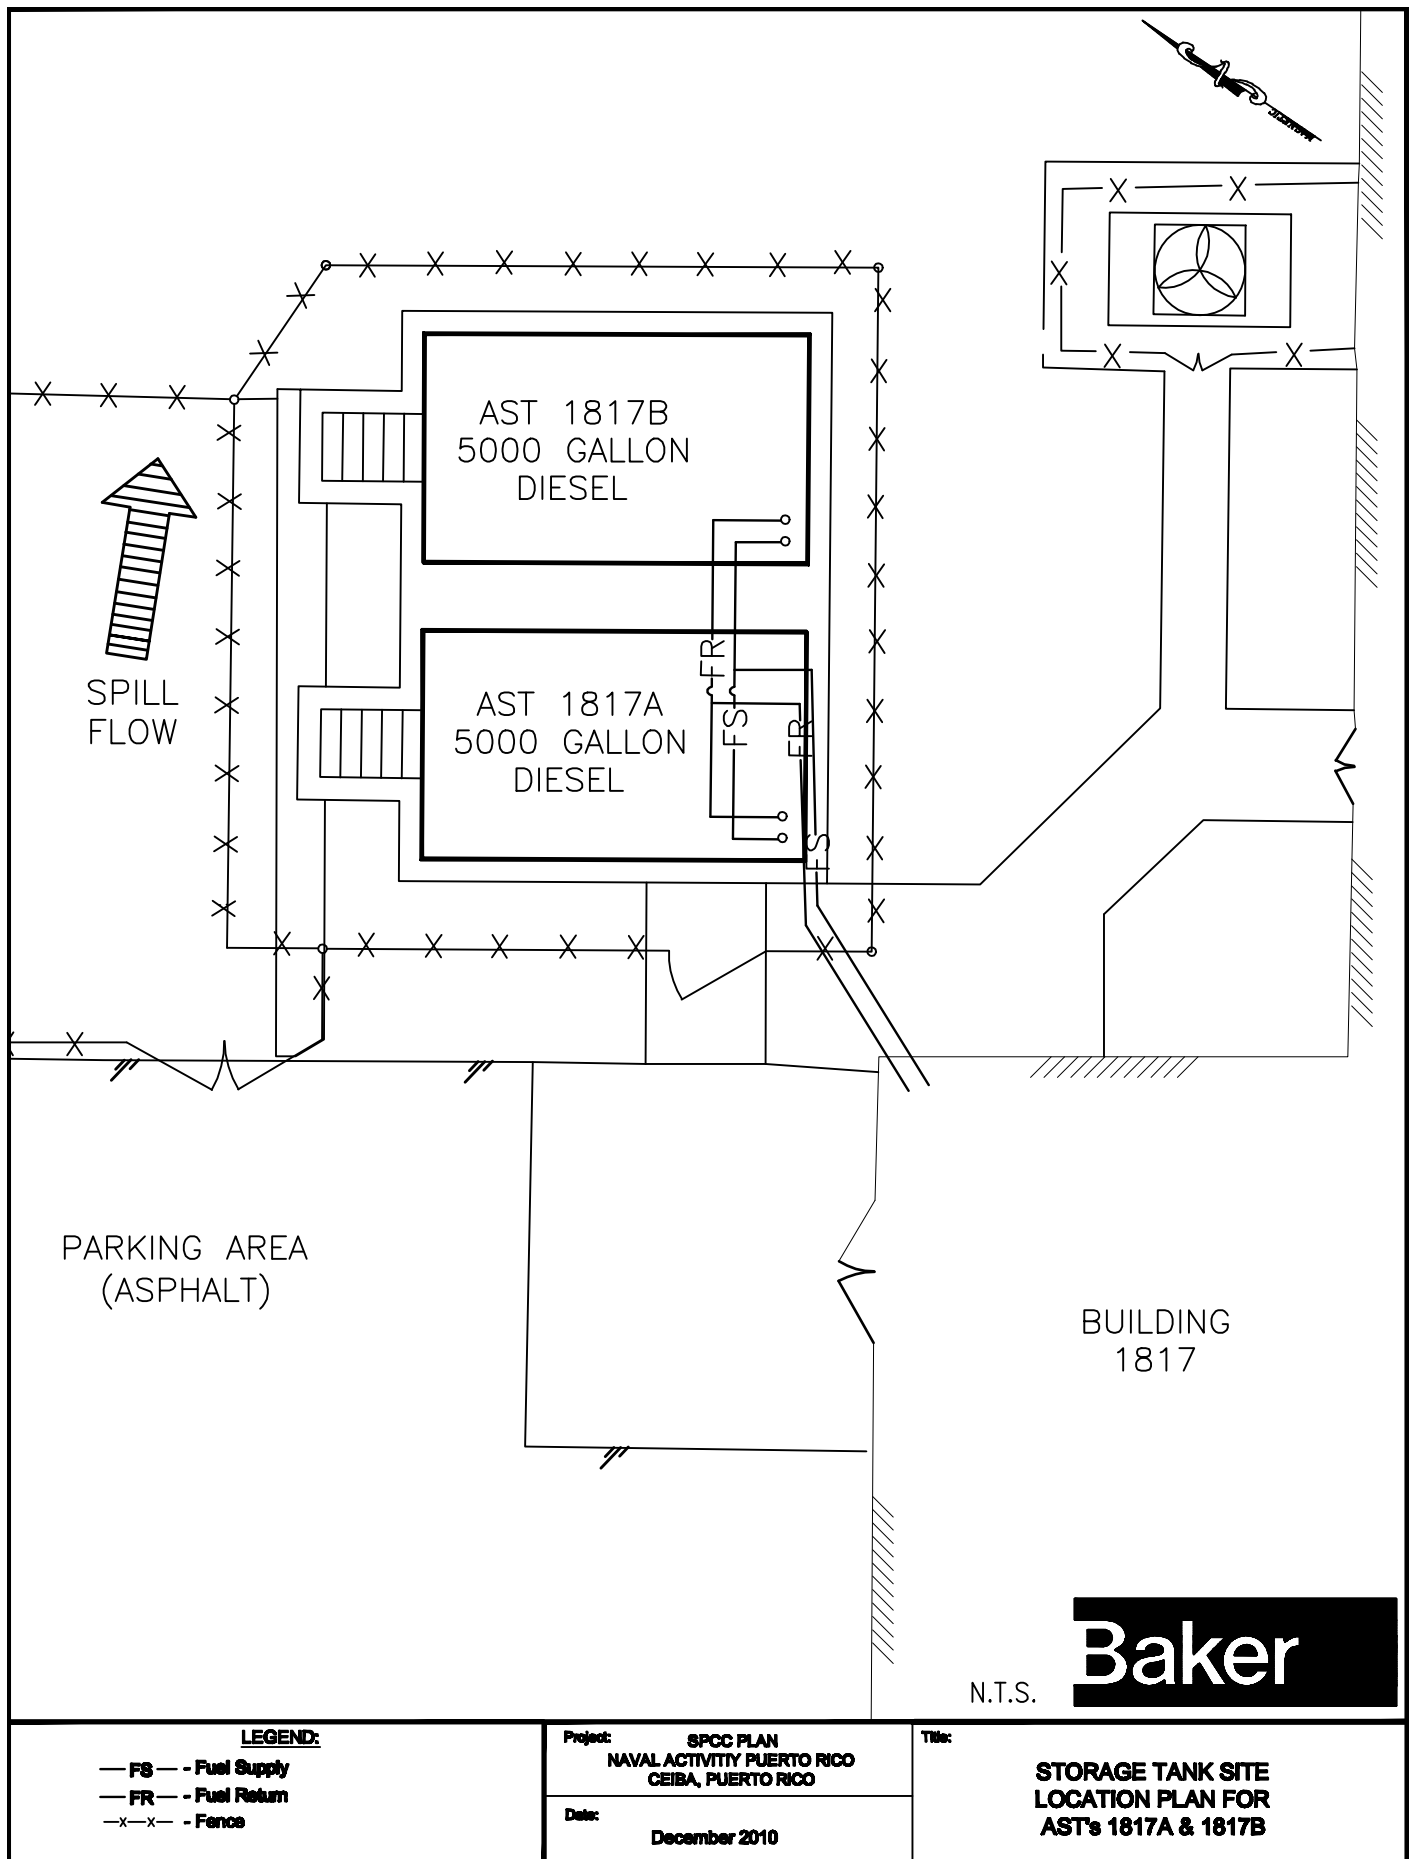 MAGNETIC
AST 1817B
5000 GALLON
DIESEL
FR
FS
FR
FS
AST 1817A
5000 GALLON
DIESEL
SPILL
FLOW
PARKING AREA
(ASPHALT)
BUILDING
1817
N.T.S.
Baker
LEGEND:
FS - Fuel Supply
FR - Fuel Return
x x - Fence
Project:
SPCC PLAN
NAVAL ACTIVITIY PUERTO RICO
CEIBA, PUERTO RICO
Date:
December 2010
Title:
STORAGE TANK SITE
LOCATION PLAN FOR
AST's 1817A & 1817B